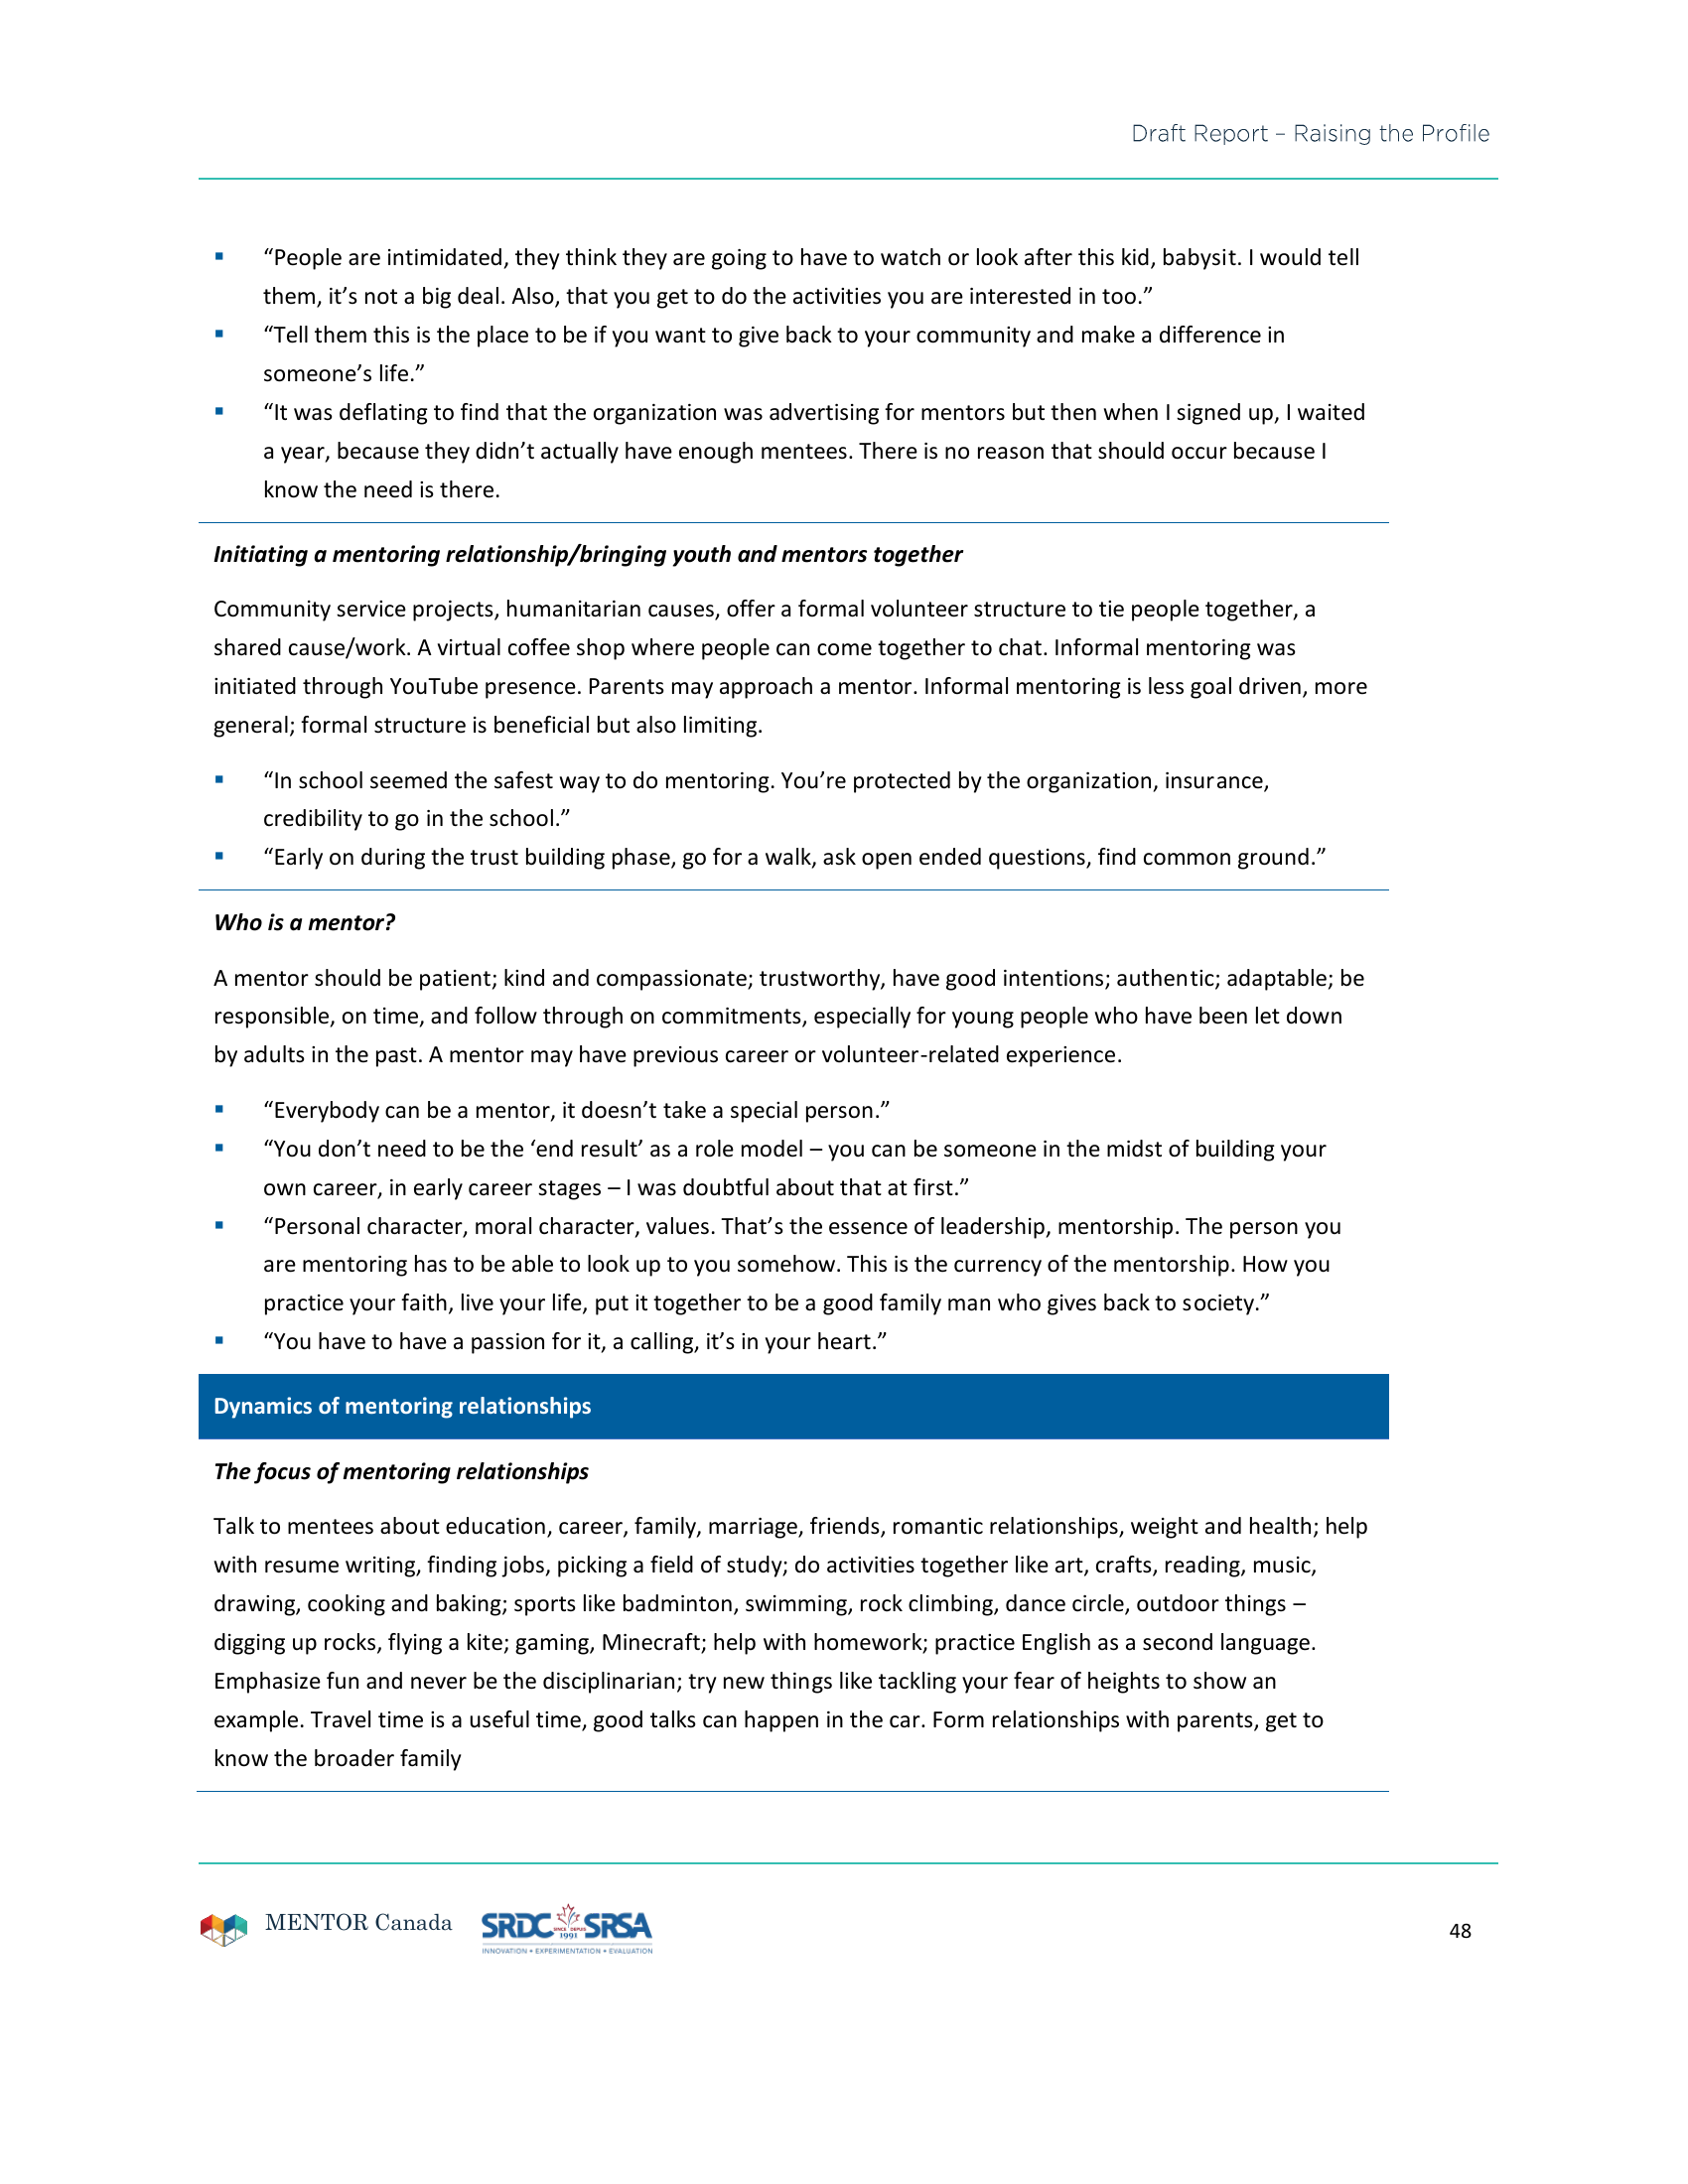 Draft Report – Raising the Profile
▪ “People are intimidated, they think they are going to have to watch or look after this kid, babysit. I would tell
them, it’s not a big deal. Also, that you get to do the activities you are interested in too.”
▪ “Tell them this is the place to be if you want to give back to your community and make a difference in
someone’s life.”
▪ “It was deflating to find that the organization was advertising for mentors but then when I signed up, I waited
a year, because they didn’t actually have enough mentees. There is no reason that should occur because I
know the need is there.
Initiating a mentoring relationship/bringing youth and mentors together
Community service projects, humanitarian causes, offer a formal volunteer structure to tie people together, a
shared cause/work. A virtual coffee shop where people can come together to chat. Informal mentoring was
initiated through YouTube presence. Parents may approach a mentor. Informal mentoring is less goal driven, more
general; formal structure is beneficial but also limiting.
▪ “In school seemed the safest way to do mentoring. You’re protected by the organization, insurance,
credibility to go in the school.”
▪ “Early on during the trust building phase, go for a walk, ask open ended questions, find common ground.”
Who is a mentor?
A mentor should be patient; kind and compassionate; trustworthy, have good intentions; authentic; adaptable; be
responsible, on time, and follow through on commitments, especially for young people who have been let down
by adults in the past. A mentor may have previous career or volunteer-related experience.
▪ “Everybody can be a mentor, it doesn’t take a special person.”
▪ “You don’t need to be the ‘end result’ as a role model – you can be someone in the midst of building your
own career, in early career stages – I was doubtful about that at first.”
▪ “Personal character, moral character, values. That’s the essence of leadership, mentorship. The person you
are mentoring has to be able to look up to you somehow. This is the currency of the mentorship. How you
practice your faith, live your life, put it together to be a good family man who gives back to society.”
▪ “You have to have a passion for it, a calling, it’s in your heart.”
Dynamics of mentoring relationships
The focus of mentoring relationships
Talk to mentees about education, career, family, marriage, friends, romantic relationships, weight and health; help
with resume writing, finding jobs, picking a field of study; do activities together like art, crafts, reading, music,
drawing, cooking and baking; sports like badminton, swimming, rock climbing, dance circle, outdoor things –
digging up rocks, flying a kite; gaming, Minecraft; help with homework; practice English as a second language.
Emphasize fun and never be the disciplinarian; try new things like tackling your fear of heights to show an
example. Travel time is a useful time, good talks can happen in the car. Form relationships with parents, get to
know the broader family
MENTOR Canada
SRDC SINCE DEPUIS 1991 SRSA
INNOVATION • EXPERIMENTATION • EVALUATION
48